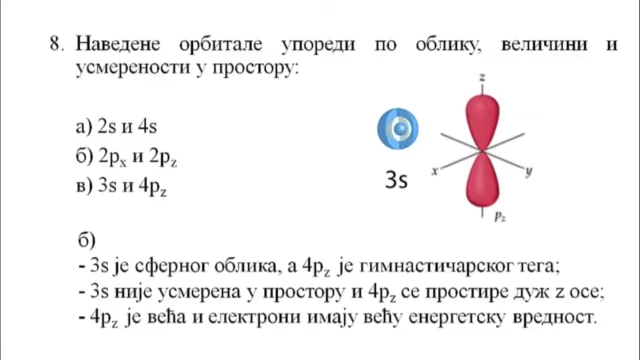 8. Наведене орбитале упореди по облику, величини и
усмерености у простору:
а) 2s и 4s
б) 2pₓ и 2p_z
в) 3s и 4p_z
z
x
y
p_z
3s
б)
- 3s је сферног облика, а 4p_z је гимнастичарског тега;
- 3s није усмерена у простору и 4p_z се простире дуж z осе;
- 4p_z је већа и електрони имају већу енергетску вредност.